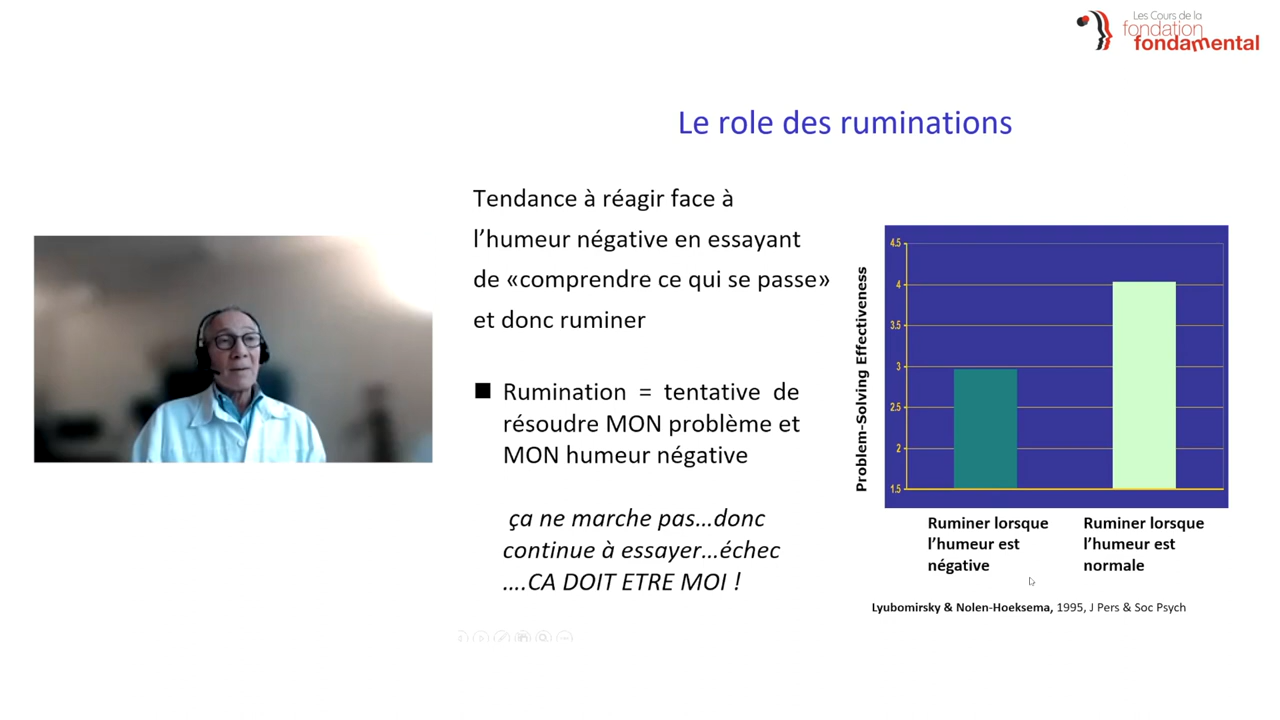 Les Cours de la
fondation
fondamental
Le role des ruminations
Tendance à réagir face à
l’humeur négative en essayant
de «comprendre ce qui se passe»
et donc ruminer
■ Rumination = tentative de
résoudre MON problème et
MON humeur négative
ça ne marche pas...donc
continue à essayer...échec
....CA DOIT ETRE MOI !
Problem-Solving Effectiveness
4.5
4
3.5
3
2.5
2
1.5
Ruminer lorsque
l’humeur est
négative
Ruminer lorsque
l’humeur est
normale
Lyubomirsky & Nolen-Hoeksema, 1995, J Pers & Soc Psych